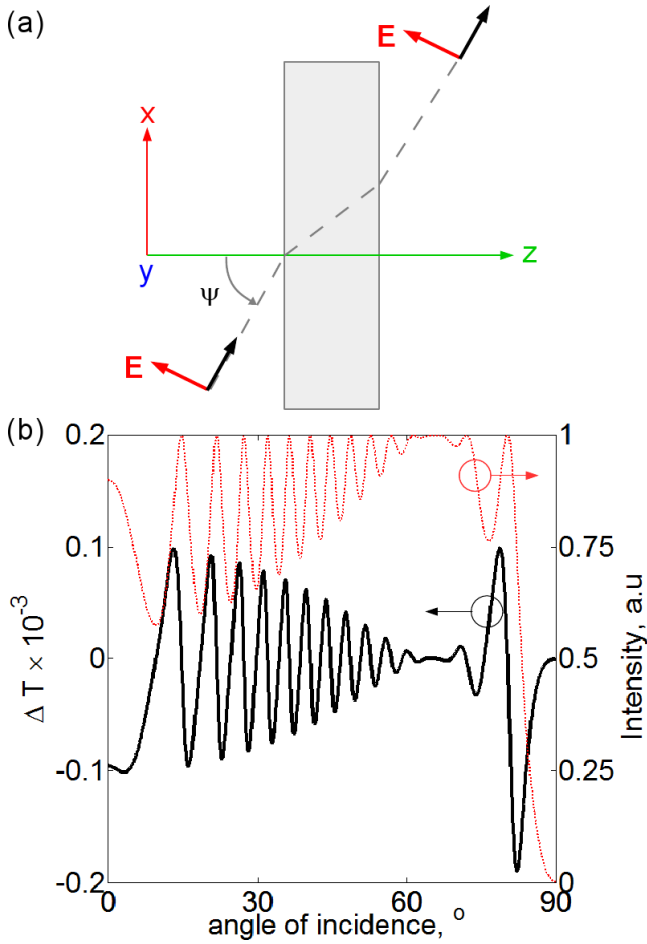 (a)
E
x
y
z
Ψ
E
(b)
0.2
0.1
0
-0.1
-0.2
Δ T × 10⁻³
1
0.75
0.5
0.25
0
Intensity, a.u
0 30 60 90
angle of incidence, °